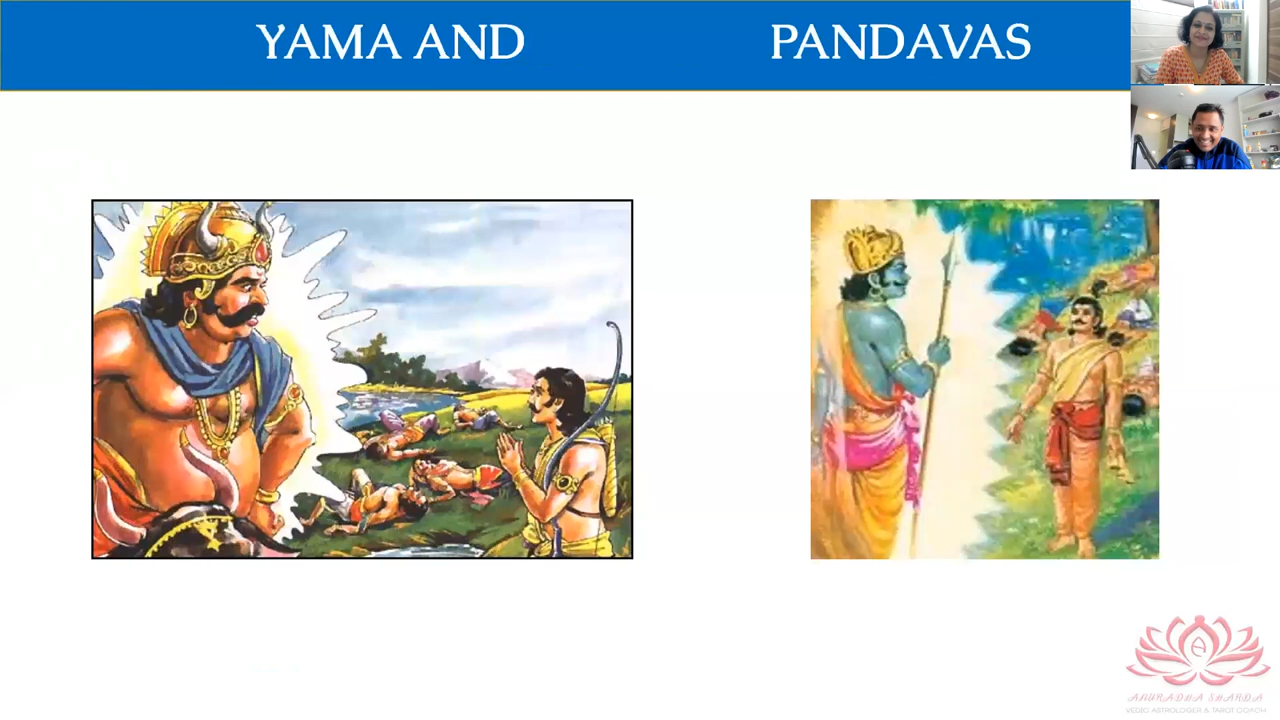 YAMA AND PANDAVAS
ANURADHA SHARDA
VEDIC ASTROLOGER & TAROT COACH